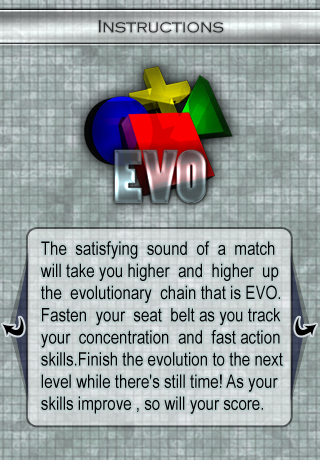 INSTRUCTIONS
EVO
The satisfying sound of a match
will take you higher and higher up
the evolutionary chain that is EVO.
Fasten your seat belt as you track
your concentration and fast action
skills.Finish the evolution to the next
level while there's still time! As your
skills improve , so will your score.